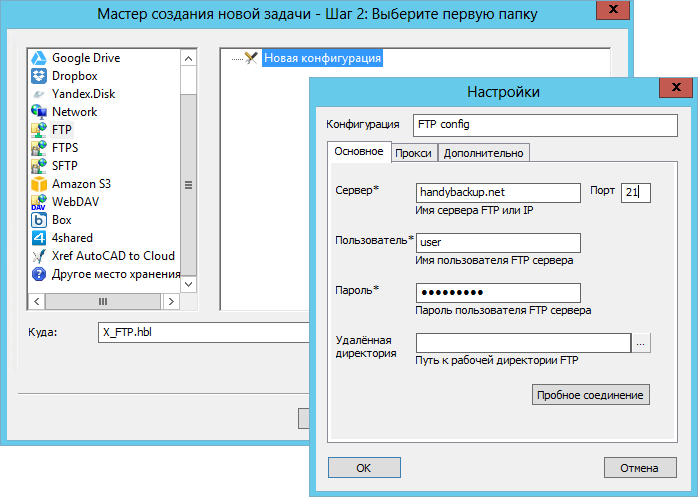 Мастер создания новой задачи - Шаг 2: Выберите первую папку
X
Google Drive
Dropbox
Yandex.Disk
Network
FTP
FTPS
SFTP
Amazon S3
WebDAV
Box
4shared
Xref AutoCAD to Cloud
Другое место хранения
Новая конфигурация
Куда:
X_FTP.hbl
Настройки
X
Конфигурация
FTP config
Основное
Прокси
Дополнительно
Сервер*
handybackup.net
Порт
21
Имя сервера FTP или IP
Пользователь*
user
Имя пользователя FTP сервера
Пароль*
•••••••••
Пароль пользователя FTP сервера
Удалённая
директория
...
Путь к рабочей директории FTP
Пробное соединение
OK
Отмена